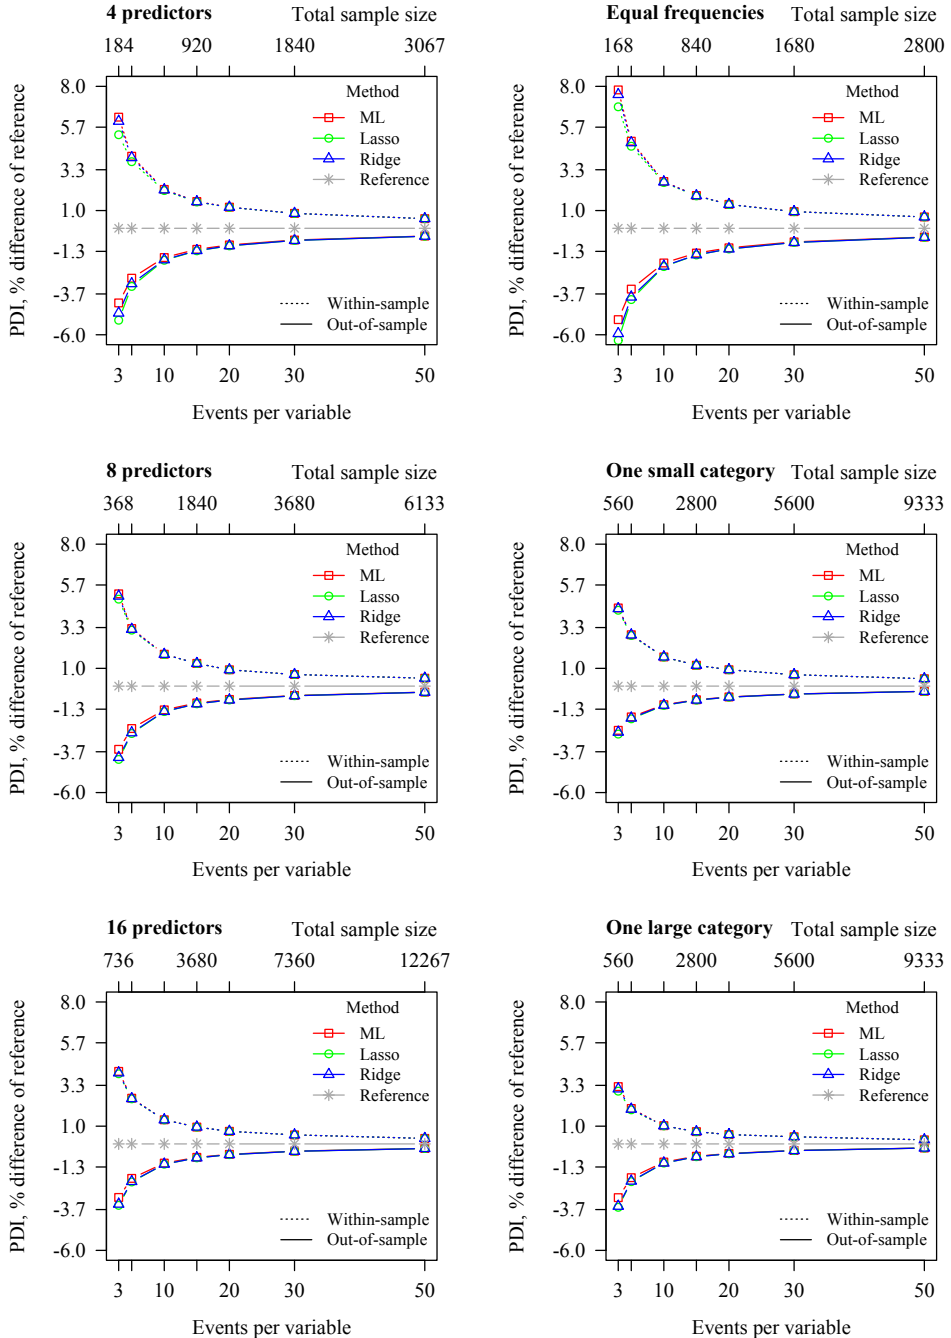 4 predictors Total sample size
184 920 1840 3067
PDI, % difference of reference
8.0
5.7
3.3
1.0
-1.3
-3.7
-6.0
Method
ML
Lasso
Ridge
Reference
Within-sample
Out-of-sample
3 10 20 30 50
Events per variable
Equal frequencies Total sample size
168 840 1680 2800
PDI, % difference of reference
8.0
5.7
3.3
1.0
-1.3
-3.7
-6.0
Method
ML
Lasso
Ridge
Reference
Within-sample
Out-of-sample
3 10 20 30 50
Events per variable
8 predictors Total sample size
368 1840 3680 6133
PDI, % difference of reference
8.0
5.7
3.3
1.0
-1.3
-3.7
-6.0
Method
ML
Lasso
Ridge
Reference
Within-sample
Out-of-sample
3 10 20 30 50
Events per variable
One small category Total sample size
560 2800 5600 9333
PDI, % difference of reference
8.0
5.7
3.3
1.0
-1.3
-3.7
-6.0
Method
ML
Lasso
Ridge
Reference
Within-sample
Out-of-sample
3 10 20 30 50
Events per variable
16 predictors Total sample size
736 3680 7360 12267
PDI, % difference of reference
8.0
5.7
3.3
1.0
-1.3
-3.7
-6.0
Method
ML
Lasso
Ridge
Reference
Within-sample
Out-of-sample
3 10 20 30 50
Events per variable
One large category Total sample size
560 2800 5600 9333
PDI, % difference of reference
8.0
5.7
3.3
1.0
-1.3
-3.7
-6.0
Method
ML
Lasso
Ridge
Reference
Within-sample
Out-of-sample
3 10 20 30 50
Events per variable